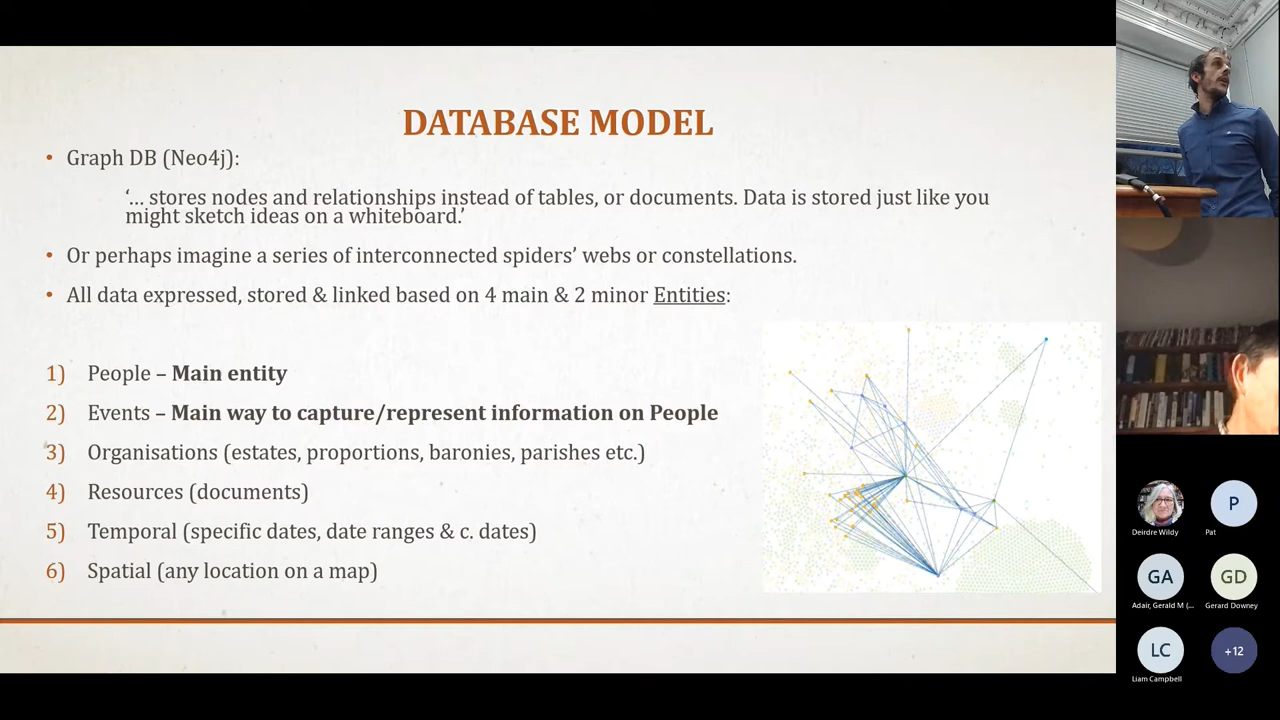 DATABASE MODEL
• Graph DB (Neo4j):
‘… stores nodes and relationships instead of tables, or documents. Data is stored just like you
might sketch ideas on a whiteboard.’
• Or perhaps imagine a series of interconnected spiders’ webs or constellations.
• All data expressed, stored & linked based on 4 main & 2 minor Entities:
1) People – Main entity
2) Events – Main way to capture/represent information on People
3) Organisations (estates, proportions, baronies, parishes etc.)
4) Resources (documents)
5) Temporal (specific dates, date ranges & c. dates)
6) Spatial (any location on a map)
P
Deirdre Wildy
Pat
GA
GD
Adair, Gerald M (...
Gerard Downey
LC
+12
Liam Campbell